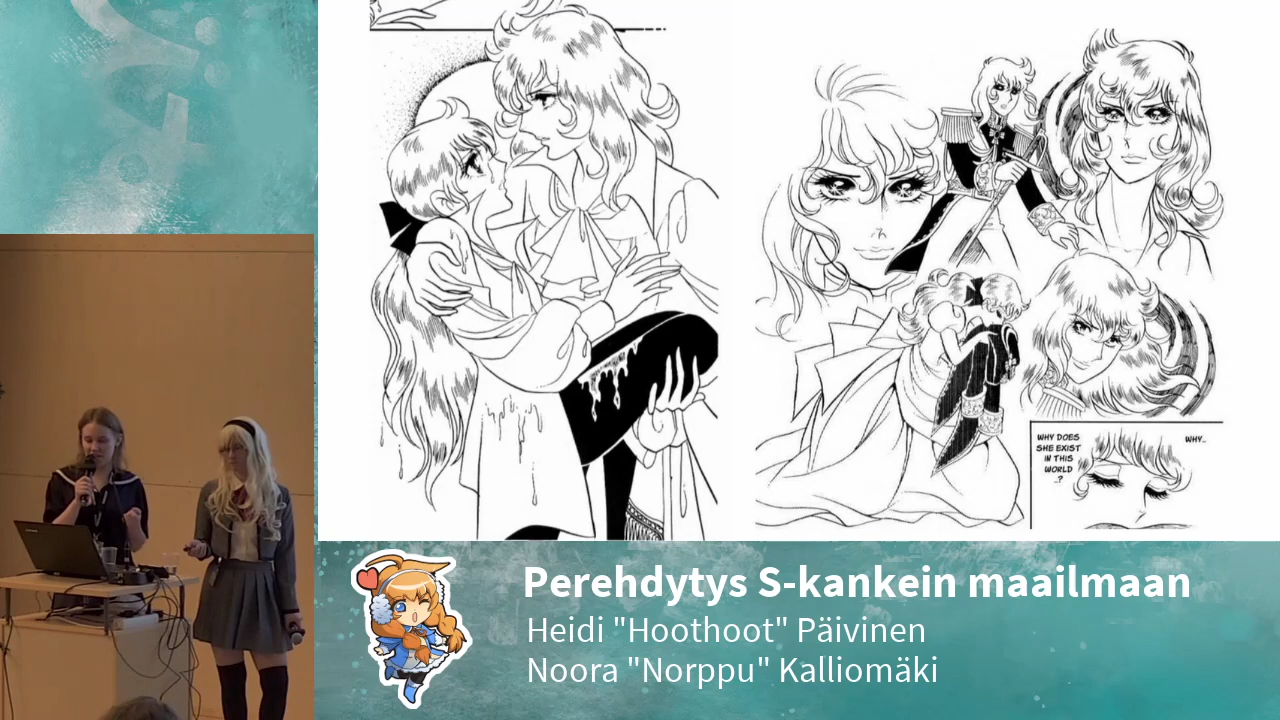 WHY DOES
SHE EXIST
IN THIS
WORLD
..?
WHY..
Perehdytys S-kankein maailmaan
Heidi "Hoothoot" Päivinen
Noora "Norppu" Kalliomäki